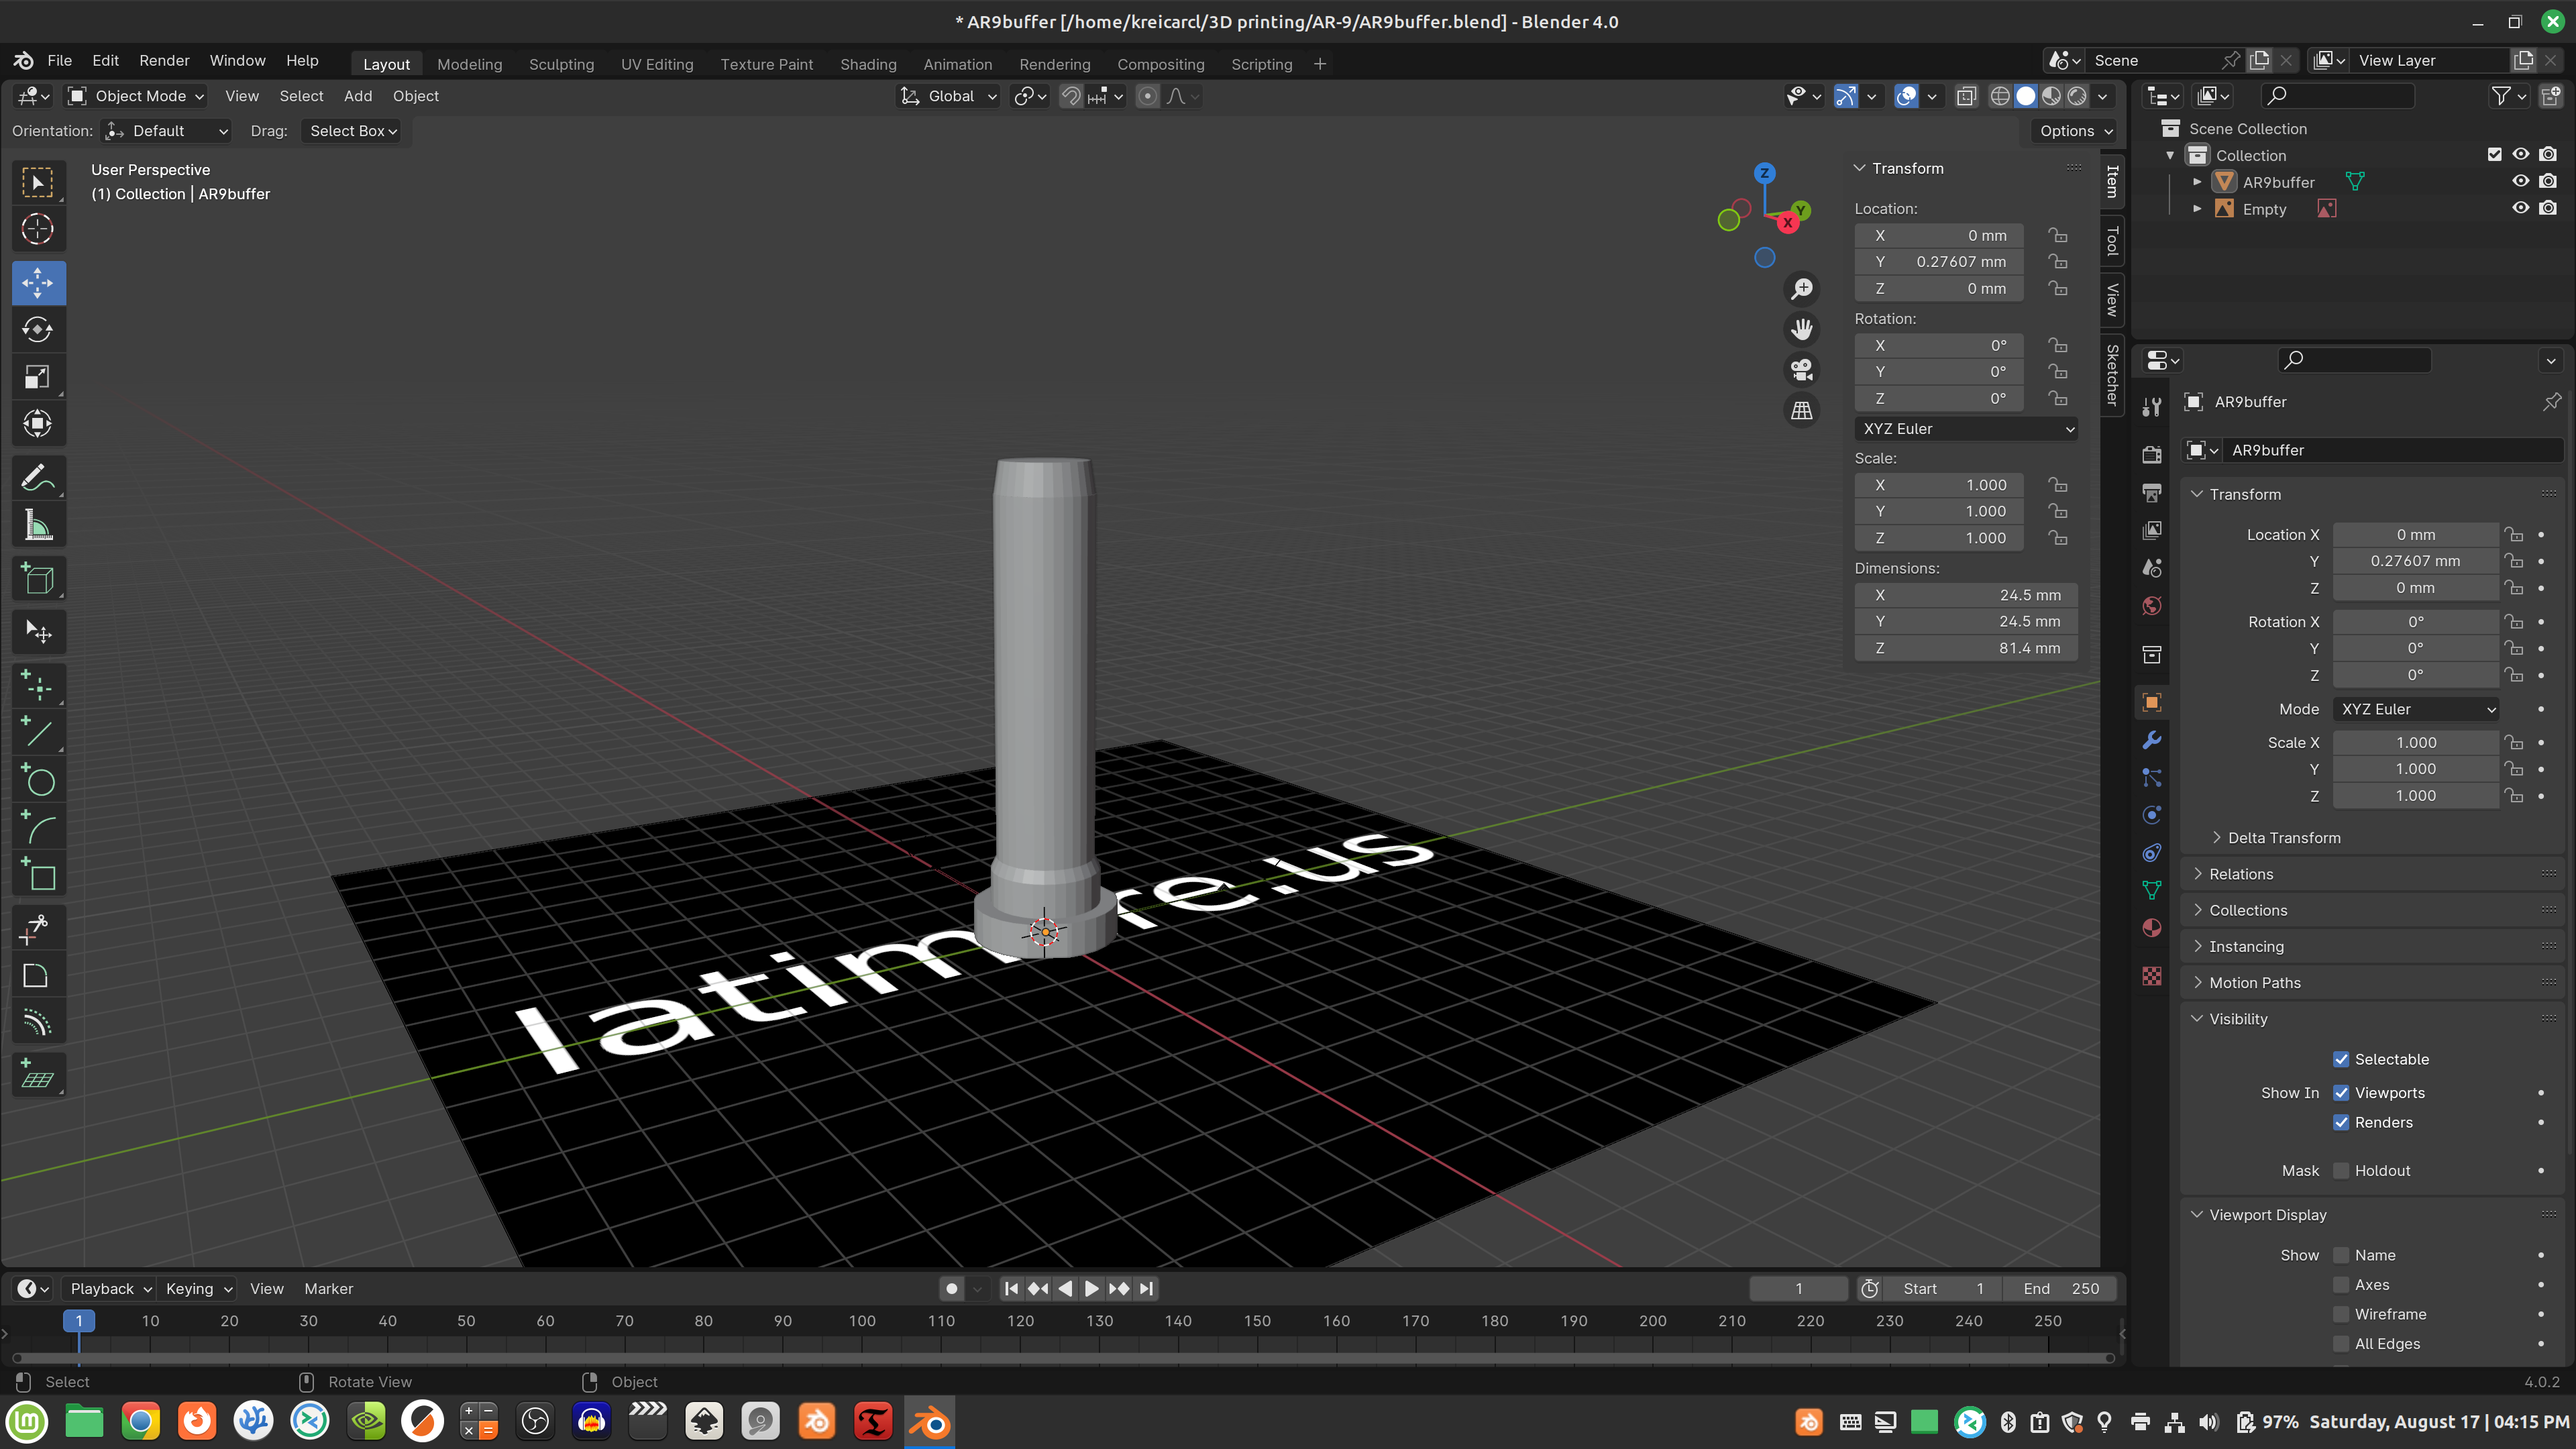 * AR9buffer [/home/kreicarcl/3D printing/AR-9/AR9buffer.blend] - Blender 4.0
File Edit Render Window Help Layout Modeling Sculpting UV Editing Texture Paint Shading Animation Rendering Compositing Scripting + Scene View Layer
Object Mode View Select Add Object Global
Orientation: Default Drag: Select Box Options
User Perspective
(1) Collection | AR9buffer
Z
Y
X
Transform
Location:
X 0 mm
Y 0.27607 mm
Z 0 mm
Rotation:
X 0°
Y 0°
Z 0°
XYZ Euler
Scale:
X 1.000
Y 1.000
Z 1.000
Dimensions:
X 24.5 mm
Y 24.5 mm
Z 81.4 mm
Item
Tool
View
Sketcher
latim re.us
Scene Collection
Collection
AR9buffer
Empty
AR9buffer
AR9buffer
Transform
Location X 0 mm
Y 0.27607 mm
Z 0 mm
Rotation X 0°
Y 0°
Z 0°
Mode XYZ Euler
Scale X 1.000
Y 1.000
Z 1.000
Delta Transform
Relations
Collections
Instancing
Motion Paths
Visibility
Selectable
Show In Viewports
Renders
Mask Holdout
Viewport Display
Show Name
Axes
Wireframe
All Edges
Playback Keying View Marker 1 Start 1 End 250
1 10 20 30 40 50 60 70 80 90 100 110 120 130 140 150 160 170 180 190 200 210 220 230 240 250
Select Rotate View Object 4.0.2
97% Saturday, August 17 | 04:15 PM